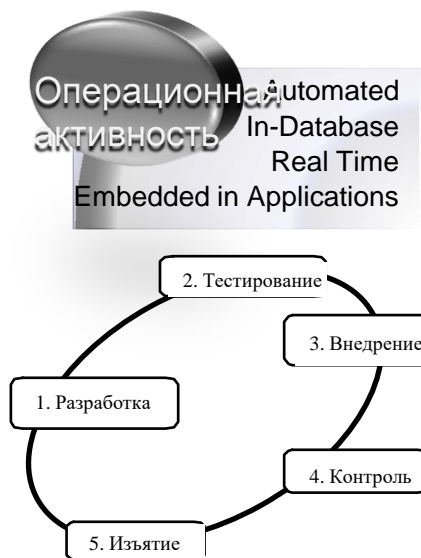 Операционная
активность
Automated
In-Database
Real Time
Embedded in Applications
2. Тестирование
3. Внедрение
1. Разработка
4. Контроль
5. Изъятие